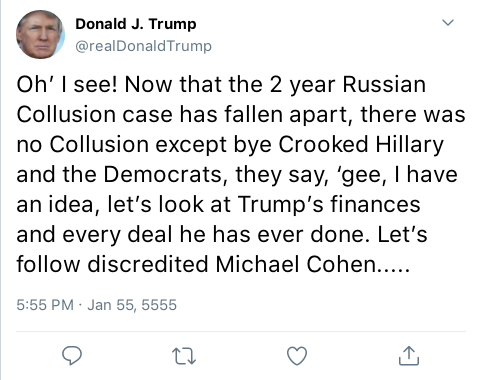 Donald J. Trump
@realDonaldTrump
Oh’ I see! Now that the 2 year Russian
Collusion case has fallen apart, there was
no Collusion except bye Crooked Hillary
and the Democrats, they say, ‘gee, I have
an idea, let’s look at Trump’s finances
and every deal he has ever done. Let’s
follow discredited Michael Cohen.....
5:55 PM · Jan 55, 5555